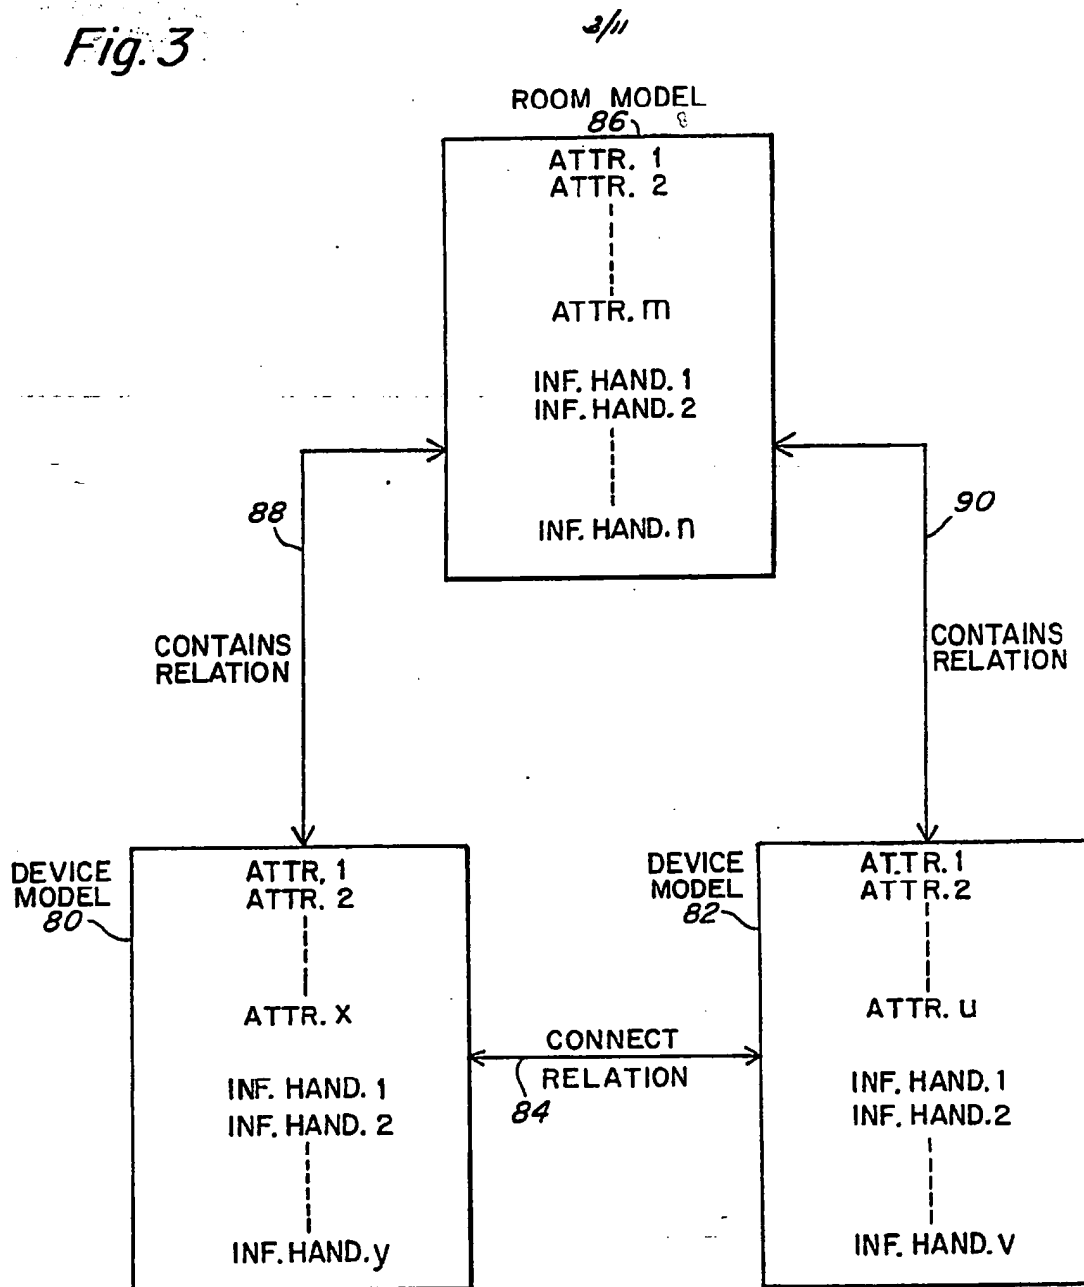 Fig. 3
3/11
ROOM MODEL
86
ATTR. 1
ATTR. 2
ATTR. m
INF. HAND. 1
INF. HAND. 2
INF. HAND. n
88
90
CONTAINS
RELATION
CONTAINS
RELATION
DEVICE
MODEL
80
ATTR. 1
ATTR. 2
ATTR. x
INF. HAND. 1
INF. HAND. 2
INF. HAND. y
CONNECT
RELATION
84
DEVICE
MODEL
82
ATTR. 1
ATTR. 2
ATTR. u
INF. HAND. 1
INF. HAND. 2
INF. HAND. v